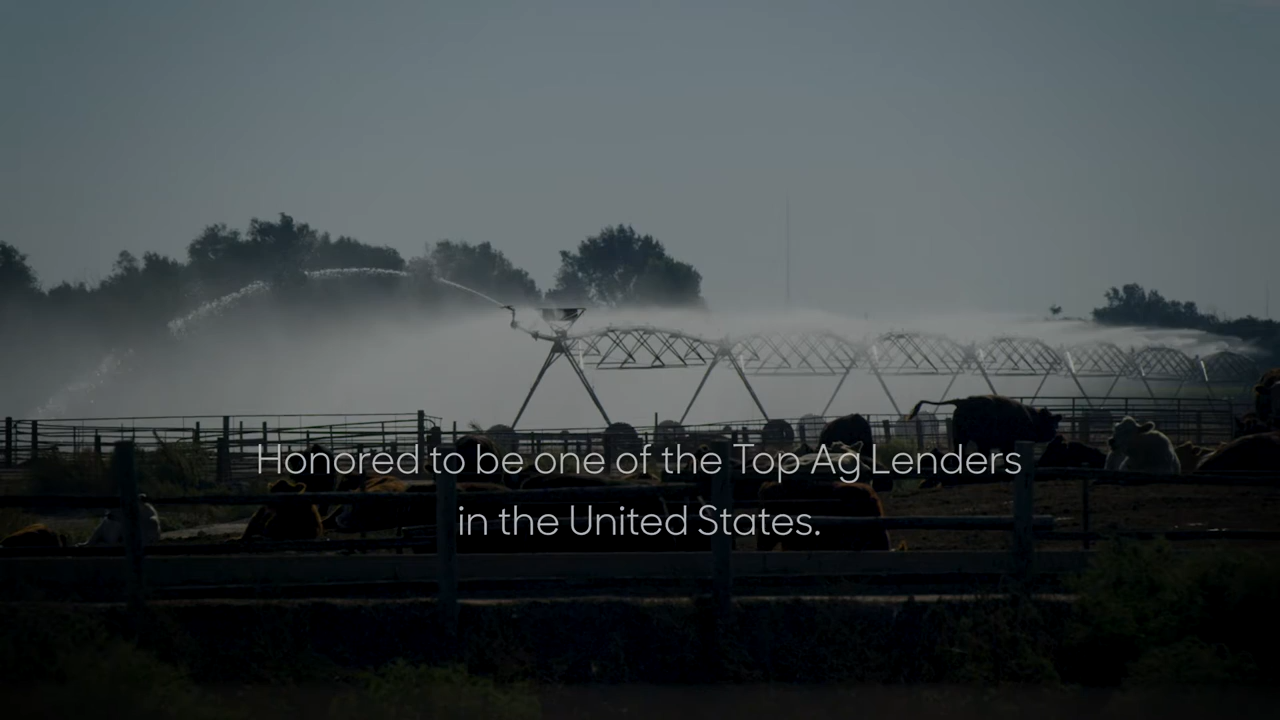 Honored to be one of the Top Ag Lenders
in the United States.